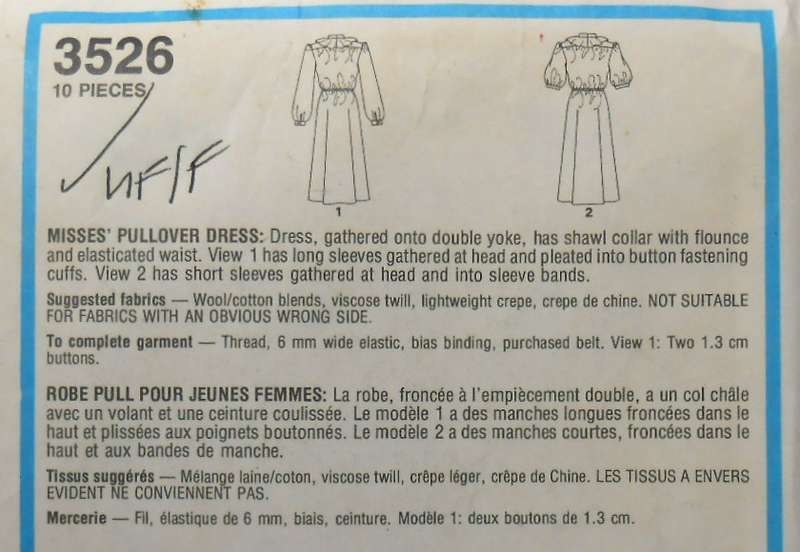 3526
10 PIECES
UF/F
1
2
MISSES' PULLOVER DRESS: Dress, gathered onto double yoke, has shawl collar with flounce
and elasticated waist. View 1 has long sleeves gathered at head and pleated into button fastening
cuffs. View 2 has short sleeves gathered at head and into sleeve bands.
Suggested fabrics — Wool/cotton blends, viscose twill, lightweight crepe, crepe de chine. NOT SUITABLE
FOR FABRICS WITH AN OBVIOUS WRONG SIDE.
To complete garment — Thread, 6 mm wide elastic, bias binding, purchased belt. View 1: Two 1.3 cm
buttons.
ROBE PULL POUR JEUNES FEMMES: La robe, froncée à l'empiècement double, a un col châle
avec un volant et une ceinture coulissée. Le modèle 1 a des manches longues froncées dans le
haut et plissées aux poignets boutonnés. Le modèle 2 a des manches courtes, froncées dans le
haut et aux bandes de manche.
Tissus suggérés — Mélange laine/coton, viscose twill, crêpe léger, crêpe de Chine. LES TISSUS A ENVERS
EVIDENT NE CONVIENNENT PAS.
Mercerie — Fil, élastique de 6 mm, biais, ceinture. Modèle 1: deux boutons de 1.3 cm.